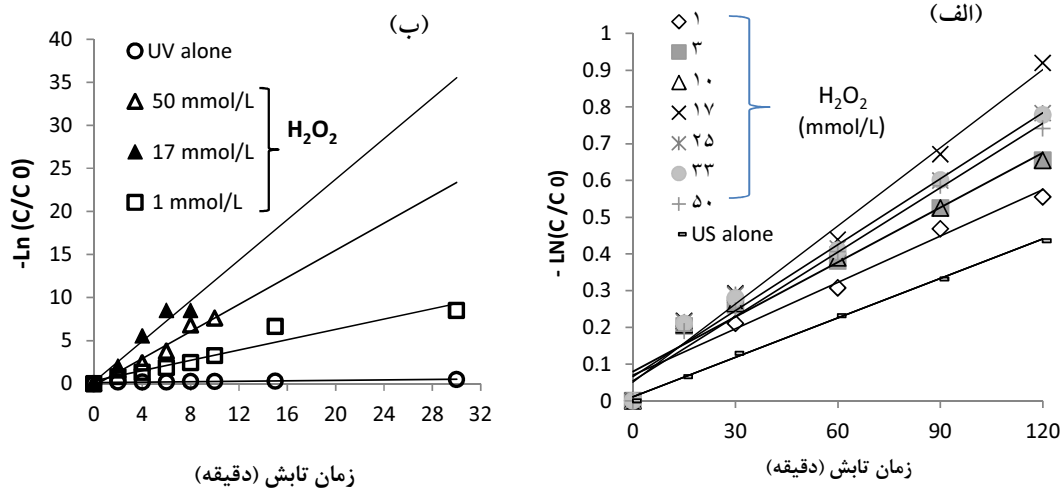 (ب)
-Ln (C/C 0)
40
35
30
25
20
15
10
5
0
UV alone
50 mmol/L
17 mmol/L
1 mmol/L
H₂O₂
0 4 8 12 16 20 24 28 32
زمان تابش (دقیقه)
(الف)
- LN(C /C 0)
1
0.9
0.8
0.7
0.6
0.5
0.4
0.3
0.2
0.1
0
۱
۳
۱۰
۱۷
۲۵
۳۳
۵۰
US alone
H₂O₂
(mmol/L)
0 30 60 90 120
زمان تابش (دقیقه)